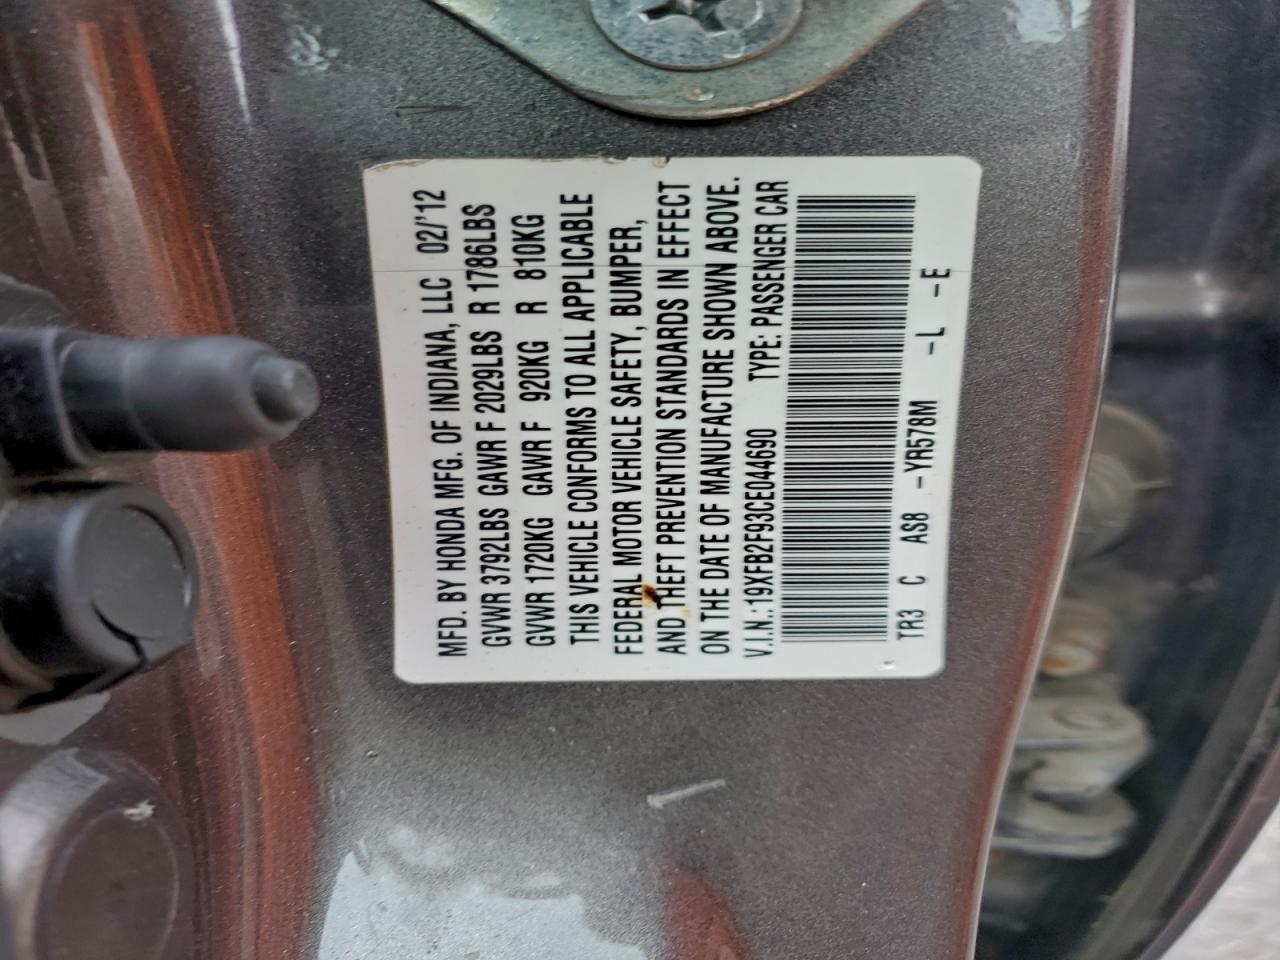 MFD. BY HONDA MFG. OF INDIANA, LLC 02/'12
GVWR 3792LBS GAWR F 2029LBS R 1786LBS
GVWR 1720KG GAWR F 920KG R 810KG
THIS VEHICLE CONFORMS TO ALL APPLICABLE
FEDERAL MOTOR VEHICLE SAFETY, BUMPER,
AND THEFT PREVENTION STANDARDS IN EFFECT
ON THE DATE OF MANUFACTURE SHOWN ABOVE.
V.I.N.:19XFB2F93CE044690 TYPE: PASSENGER CAR
TR3 C AS8 -YR578M -L -E